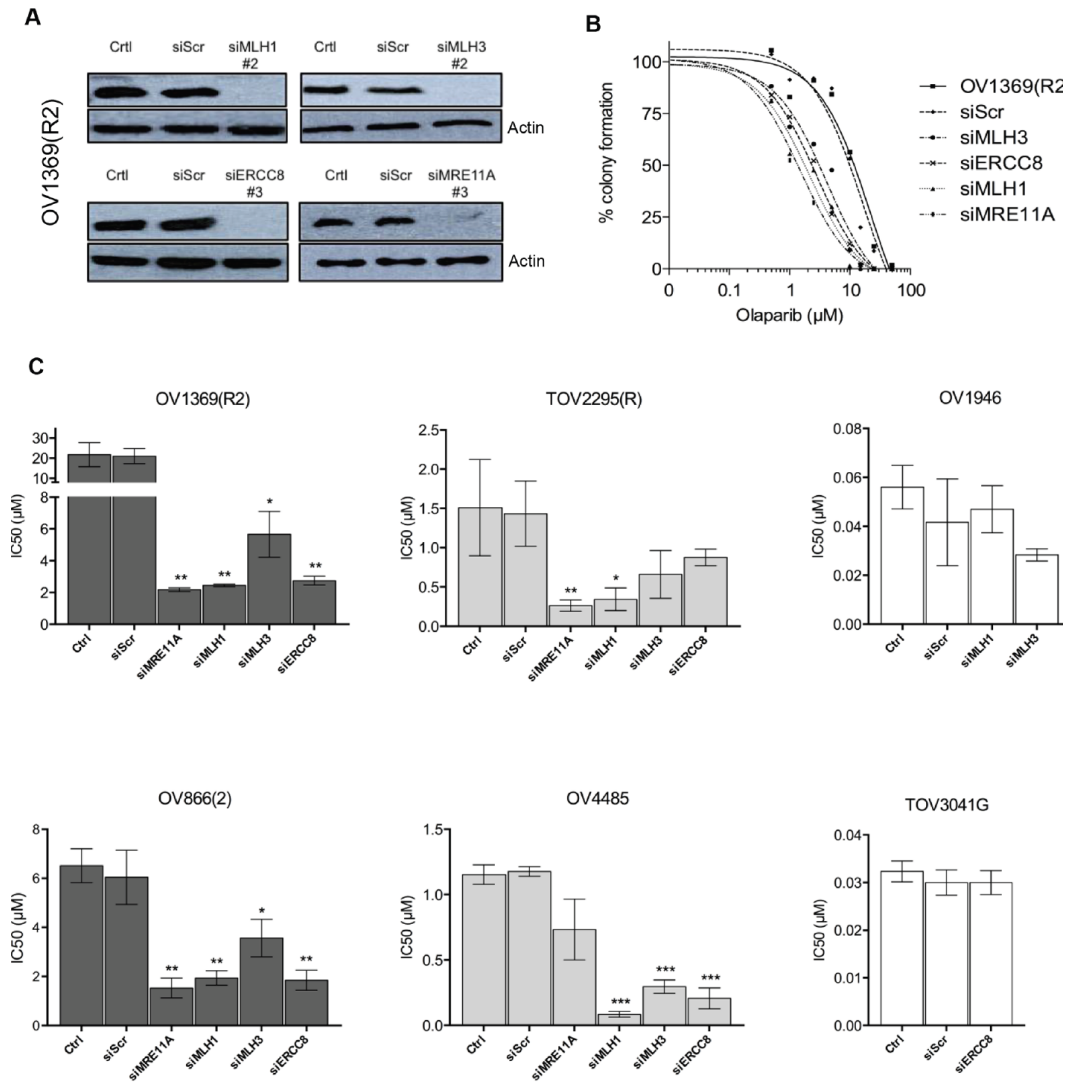 A
OV1369(R2)
Crtl siScr siMLH1 #2
Crtl siScr siMLH3 #2
Actin
Crtl siScr siERCC8 #3
Crtl siScr siMRE11A #3
Actin
B
% colony formation
100
75
50
25
0
0 0.1 1 10 100
Olaparib (µM)
OV1369(R2
siScr
siMLH3
siERCC8
siMLH1
siMRE11A
C
OV1369(R2)
IC50 (µM)
30
20
10
8
6
4
2
0
* ** ** **
Ctrl siScr siMRE11A siMLH1 siMLH3 siERCC8
TOV2295(R)
IC50 (µM)
2.5
2.0
1.5
1.0
0.5
0.0
** *
Ctrl siScr siMRE11A siMLH1 siMLH3 siERCC8
OV1946
IC50 (µM)
0.08
0.06
0.04
0.02
0.00
Ctrl siScr siMLH1 siMLH3
OV866(2)
IC50 (µM)
8
6
4
2
0
** ** * **
Ctrl siScr siMRE11A siMLH1 siMLH3 siERCC8
OV4485
IC50 (µM)
1.5
1.0
0.5
0.0
*** *** ***
Ctrl siScr siMRE11A siMLH1 siMLH3 siERCC8
TOV3041G
IC50 (µM)
0.04
0.03
0.02
0.01
0.00
Ctrl siScr siERCC8